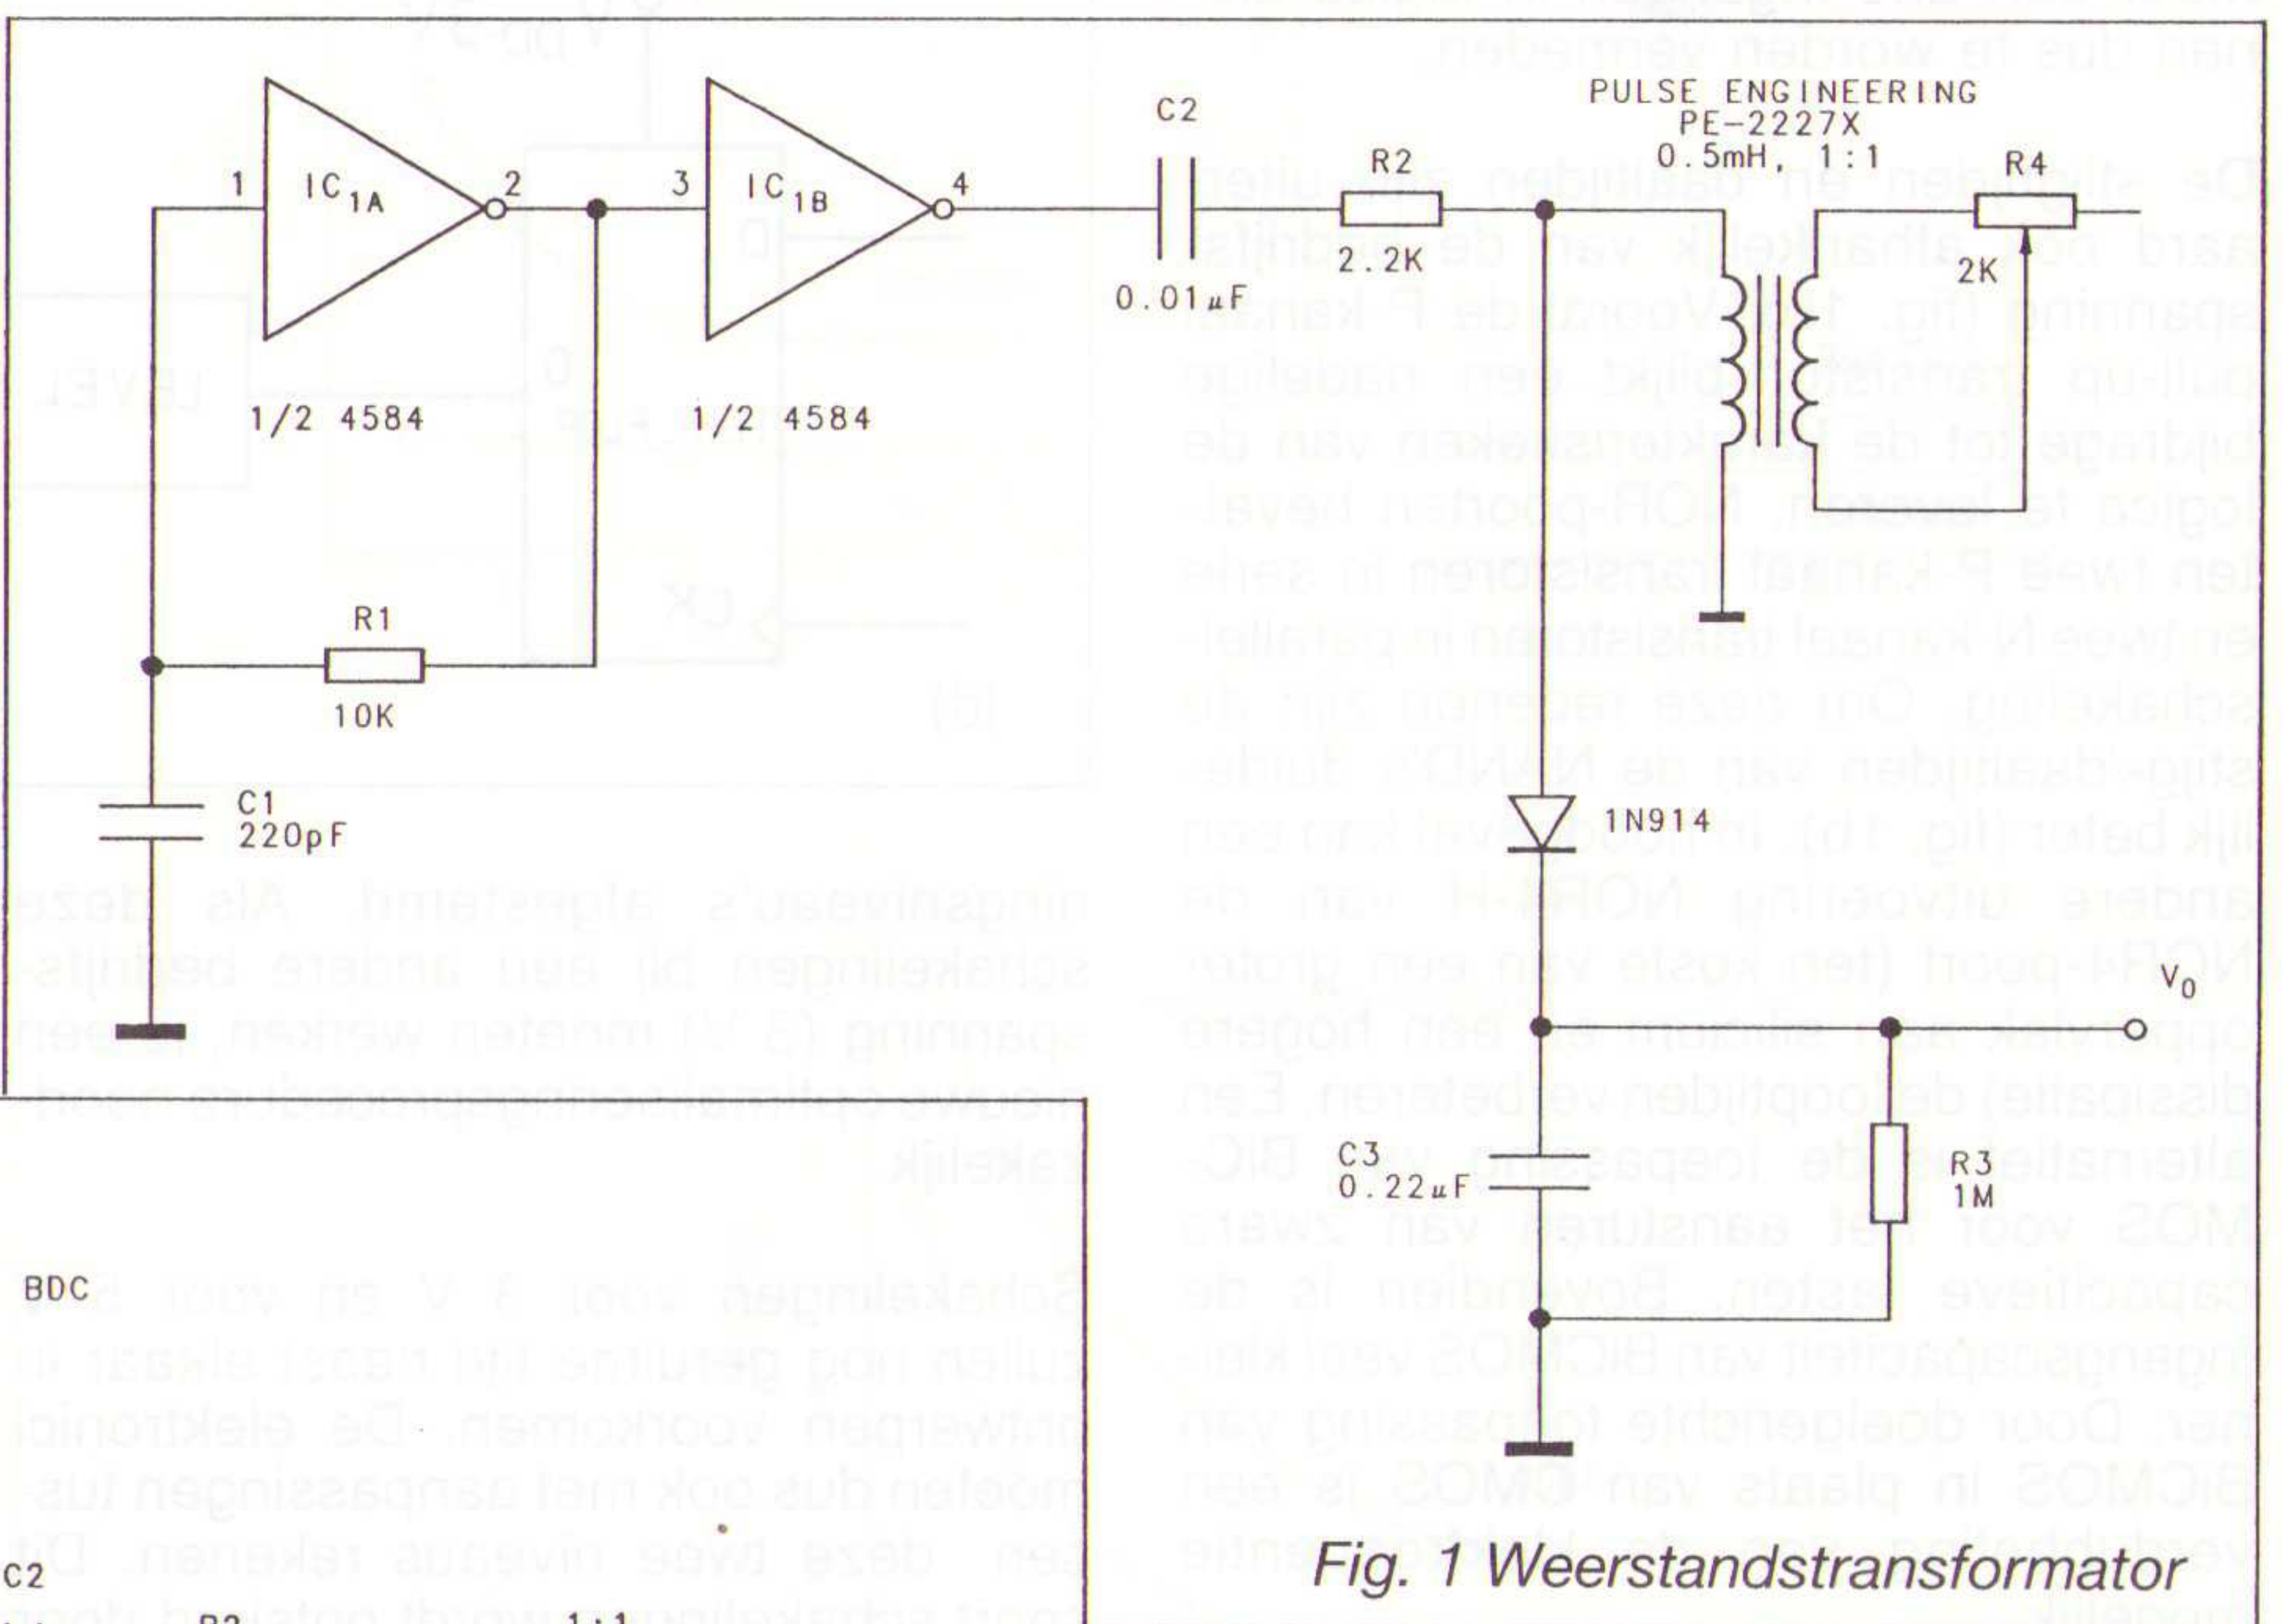 PULSE ENGINEERING
PE-2227X
0.5mH, 1:1
C2
R2
R4
1
IC1A
2
3
IC1B
4
2.2K
2K
0.01µF
1/2 4584
1/2 4584
R1
10K
C1
220pF
1N914
V0
C3
0.22µF
R3
1M
BDC
Fig. 1 Weerstandstransformator
C2
1:1